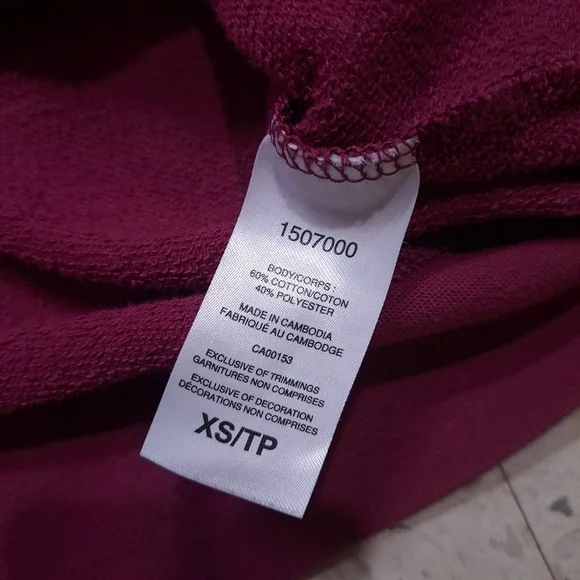 1507000
BODY/CORPS :
60% COTTON/COTON
40% POLYESTER
MADE IN CAMBODIA
FABRIQUÉ AU CAMBODGE
CA00153
EXCLUSIVE OF TRIMMINGS
GARNITURES NON COMPRISES
EXCLUSIVE OF DECORATION
DÉCORATIONS NON COMPRISES
XS/TP